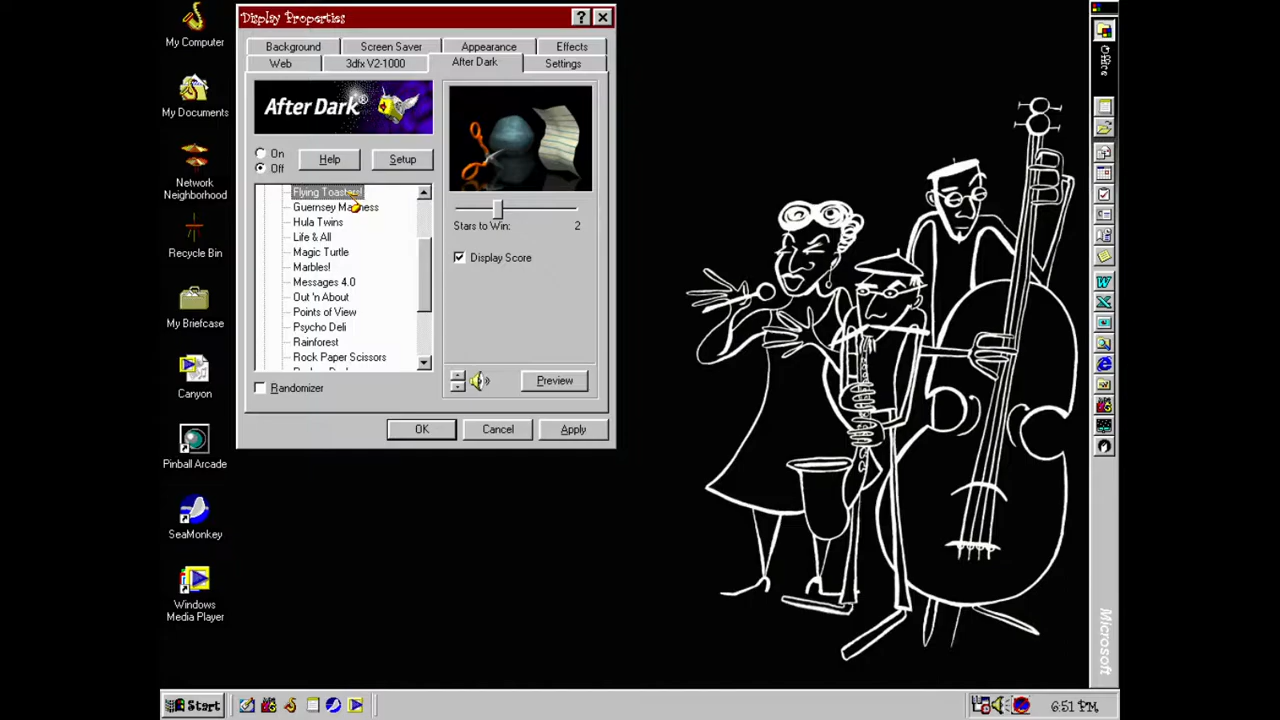 My Computer
My Documents
Network
Neighborhood
Recycle Bin
My Briefcase
Canyon
Pinball Arcade
SeaMonkey
Windows
Media Player
Display Properties
Background
Screen Saver
Appearance
Effects
Web
3dfx V2-1000
After Dark
Settings
After Dark®
On
Off
Help
Setup
Flying Toasters!
Guernsey Madness
Hula Twins
Life & All
Magic Turtle
Marbles!
Messages 4.0
Out 'n About
Points of View
Psycho Deli
Rainforest
Rock Paper Scissors
Randomizer
Stars to Win: 2
Display Score
Preview
OK
Cancel
Apply
Office
Microsoft
Start
6:51 PM